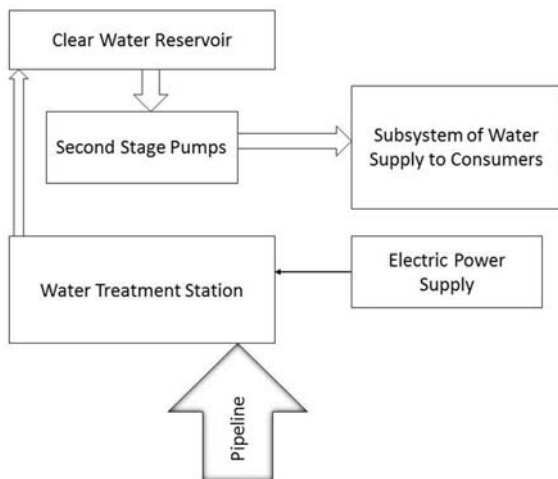 Clear Water Reservoir
Second Stage Pumps
Subsystem of Water
Supply to Consumers
Water Treatment Station
Electric Power
Supply
Pipeline